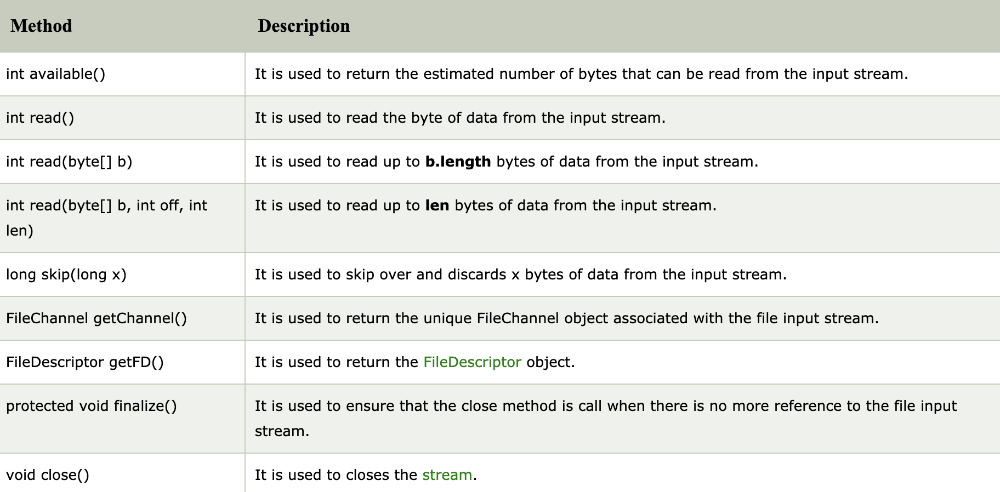 Method Description
int available() It is used to return the estimated number of bytes that can be read from the input stream.
int read() It is used to read the byte of data from the input stream.
int read(byte[] b) It is used to read up to b.length bytes of data from the input stream.
int read(byte[] b, int off, int It is used to read up to len bytes of data from the input stream.
len)
long skip(long x) It is used to skip over and discards x bytes of data from the input stream.
FileChannel getChannel() It is used to return the unique FileChannel object associated with the file input stream.
FileDescriptor getFD() It is used to return the FileDescriptor object.
protected void finalize() It is used to ensure that the close method is call when there is no more reference to the file input
stream.
void close() It is used to closes the stream.